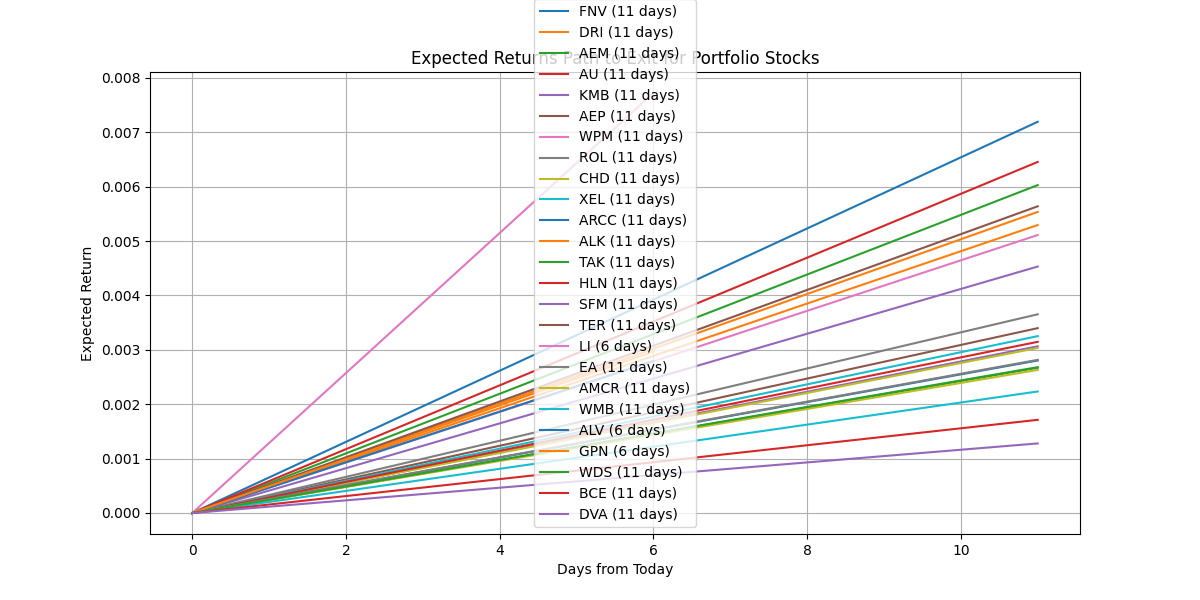 Expected Returns Path to Exit for Portfolio Stocks
FNV (11 days)
DRI (11 days)
AEM (11 days)
AU (11 days)
KMB (11 days)
AEP (11 days)
WPM (11 days)
ROL (11 days)
CHD (11 days)
XEL (11 days)
ARCC (11 days)
ALK (11 days)
TAK (11 days)
HLN (11 days)
SFM (11 days)
TER (11 days)
LI (6 days)
EA (11 days)
AMCR (11 days)
WMB (11 days)
ALV (6 days)
GPN (6 days)
WDS (11 days)
BCE (11 days)
DVA (11 days)
Expected Return
0.008
0.007
0.006
0.005
0.004
0.003
0.002
0.001
0.000
0 2 4 6 8 10
Days from Today